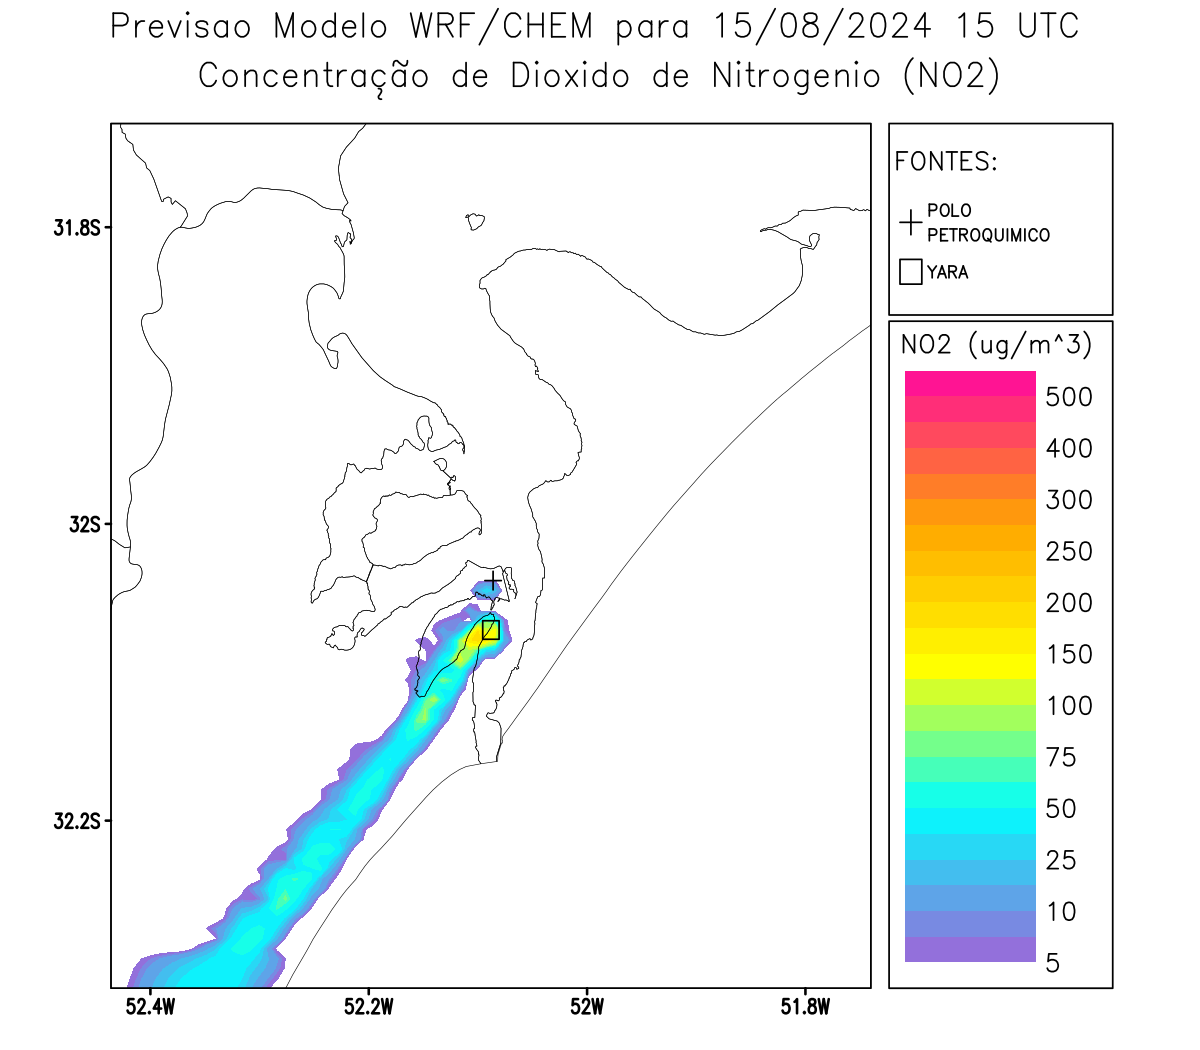 Previsao Modelo WRF/CHEM para 15/08/2024 15 UTC
Concentração de Dioxido de Nitrogenio (NO2)
FONTES:
POLO
PETROQUIMICO
YARA
NO2 (ug/m^3)
500
400
300
250
200
150
100
75
50
25
10
5
31.8S
32S
32.2S
52.4W
52.2W
52W
51.8W